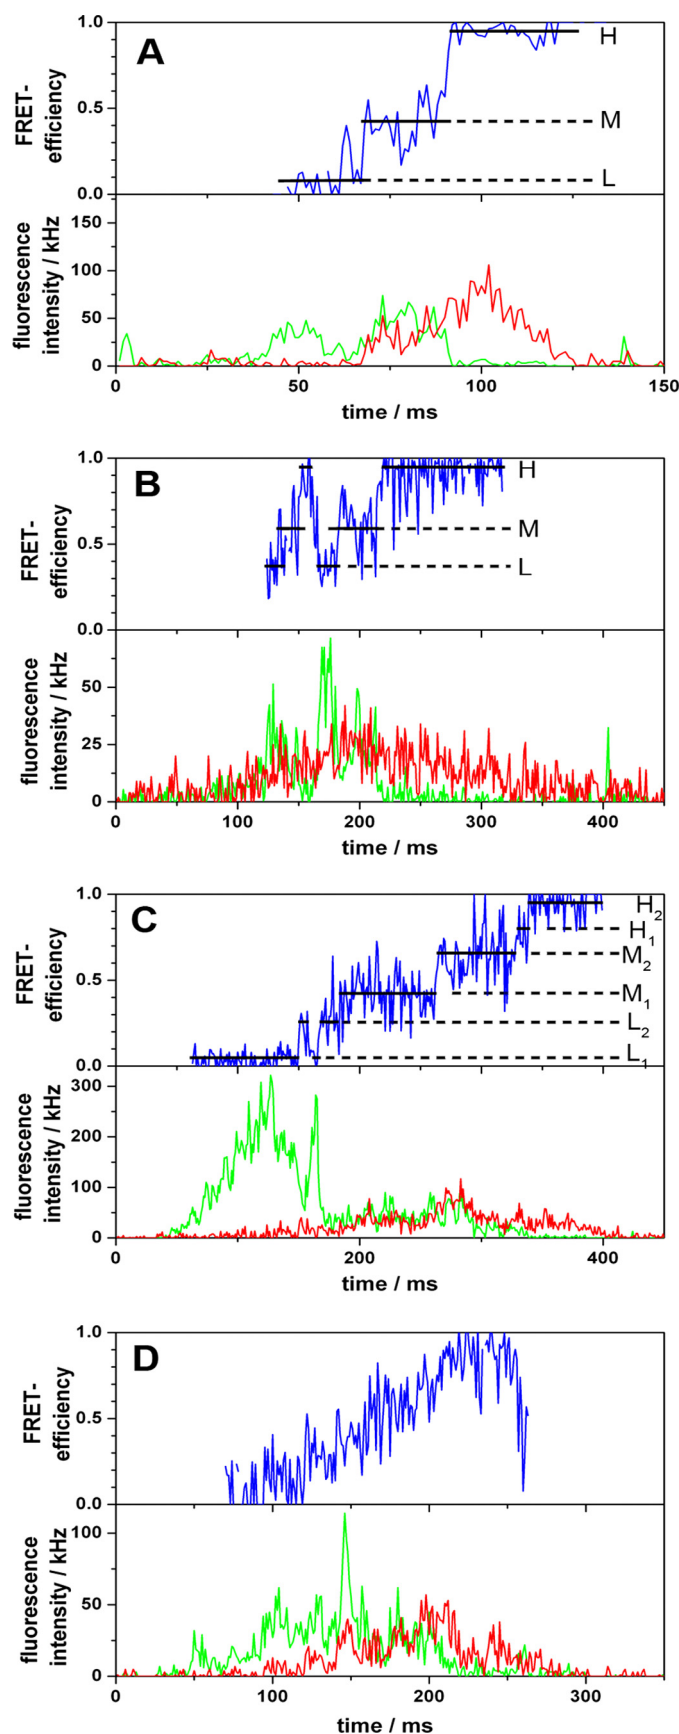 A
FRET-
efficiency
1.0
0.5
0.0
H
M
L
fluorescence
intensity / kHz
150
100
50
0
0
50
100
150
time / ms
B
FRET-
efficiency
1.0
0.5
0.0
H
M
L
fluorescence
intensity / kHz
50
25
0
0
100
200
300
400
time / ms
C
FRET-
efficiency
1.0
0.5
0.0
H2
H1
M2
M1
L2
L1
fluorescence
intensity / kHz
300
200
100
0
0
200
400
time / ms
D
FRET-
efficiency
1.0
0.5
0.0
fluorescence
intensity / kHz
100
50
0
0
100
200
300
time / ms